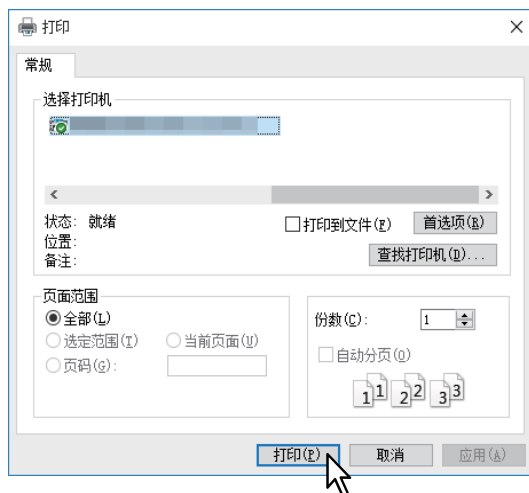 打印
常规
选择打印机
状态: 就绪
位置:
备注:
打印到文件(F)
首选项(R)
查找打印机(D)...
页面范围
全部(L)
选定范围(T) 当前页面(U)
页码(G):
份数(C): 1
自动分页(O)
1 1 2 2 3 3
打印(P) 取消 应用(A)